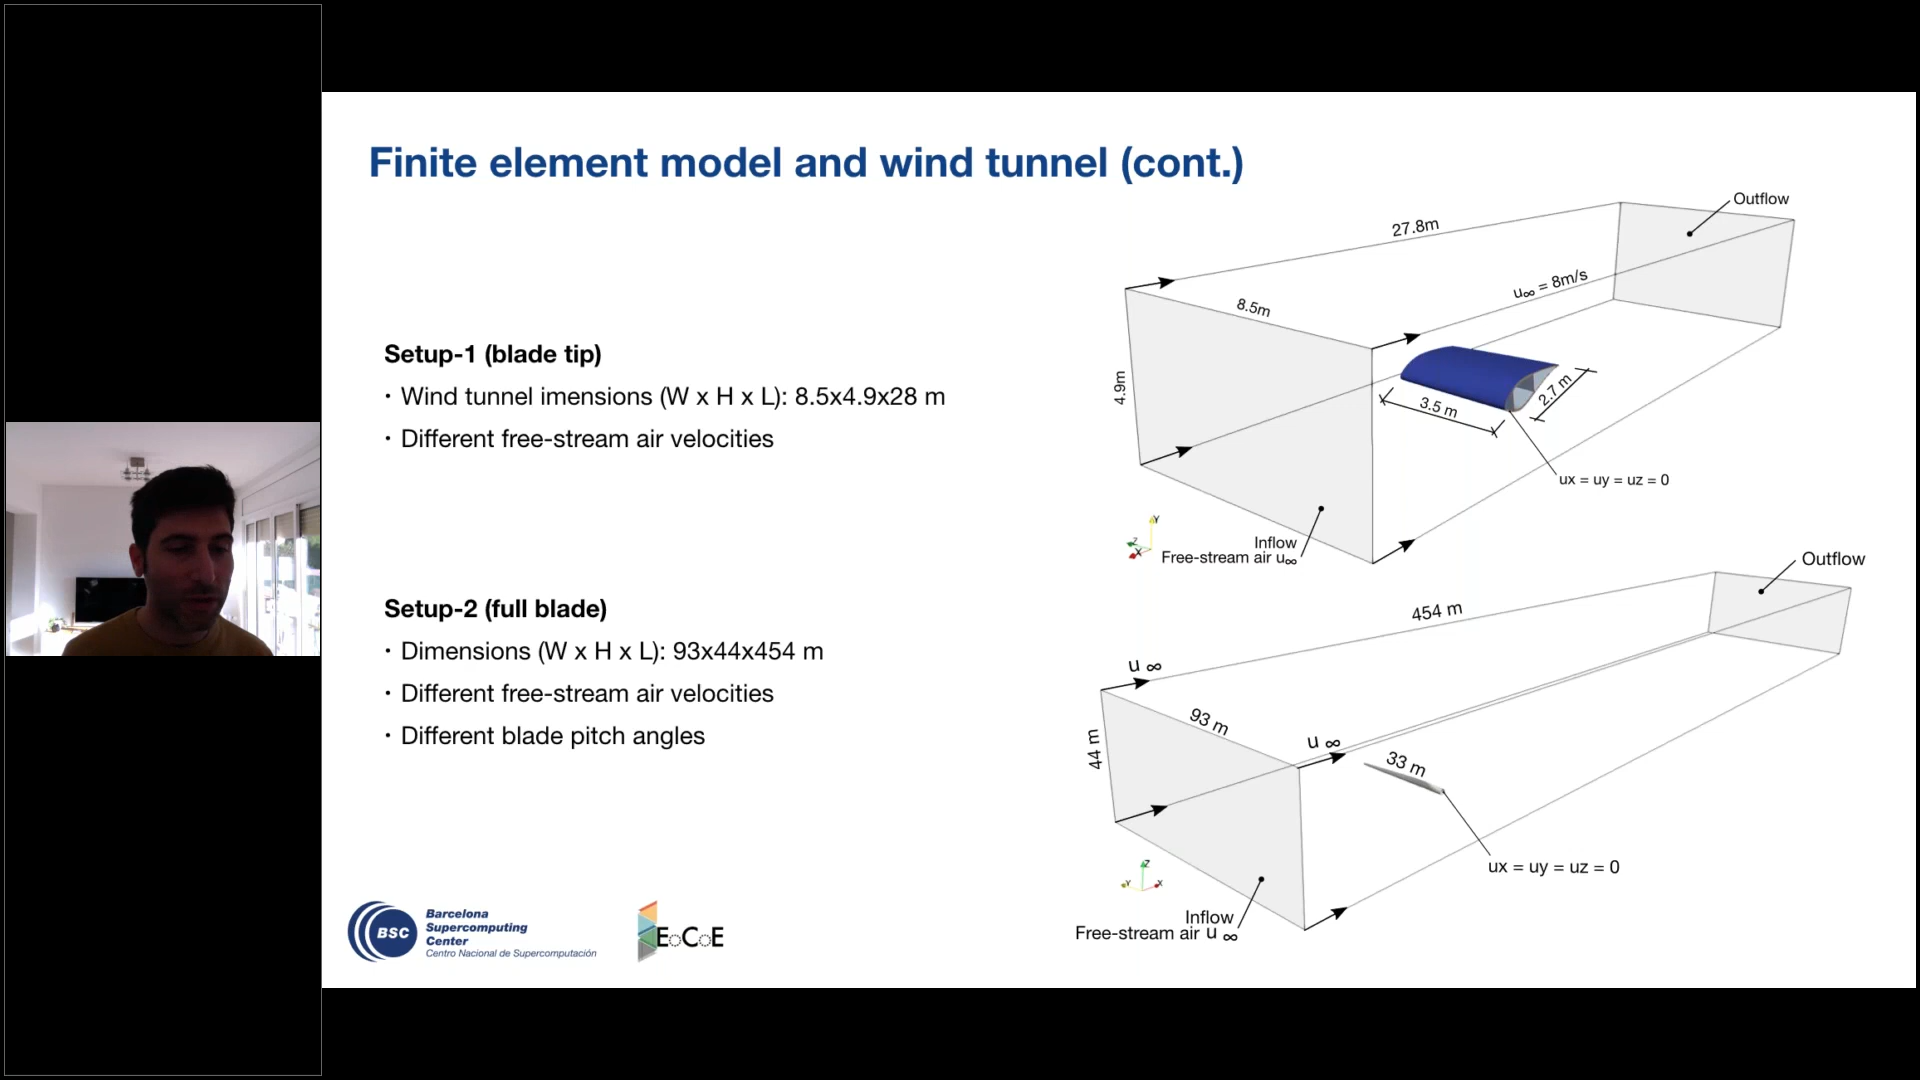 Finite element model and wind tunnel (cont.)
Setup-1 (blade tip)
• Wind tunnel imensions (W x H x L): 8.5x4.9x28 m
• Different free-stream air velocities
Setup-2 (full blade)
• Dimensions (W x H x L): 93x44x454 m
• Different free-stream air velocities
• Different blade pitch angles
Outflow
27.8m
u∞ = 8m/s
8.5m
4.9m
3.5 m
2.7 m
ux = uy = uz = 0
Y
Z
X
Inflow
Free-stream air u∞
Outflow
454 m
u ∞
93 m
u ∞
44 m
33 m
ux = uy = uz = 0
Z
Y
X
Inflow
Free-stream air u ∞
BSC
Barcelona
Supercomputing
Center
Centro Nacional de Supercomputación
EoCoE